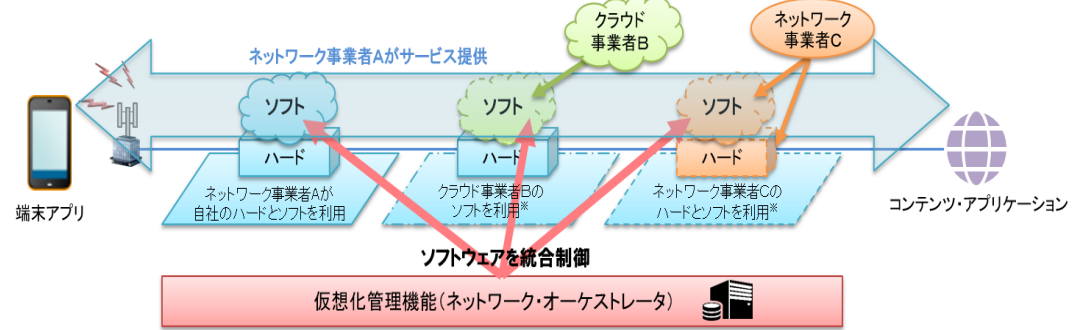 クラウド
事業者B
ネットワーク
事業者C
ネットワーク事業者Aがサービス提供
ソフト
ソフト
ソフト
ハード
ハード
ハード
ネットワーク事業者Aが
自社のハードとソフトを利用
クラウド事業者Bの
ソフトを利用※
ネットワーク事業者Cの
ハードとソフトを利用※
端末アプリ
コンテンツ・アプリケーション
ソフトウェアを統合制御
仮想化管理機能(ネットワーク・オーケストレータ)